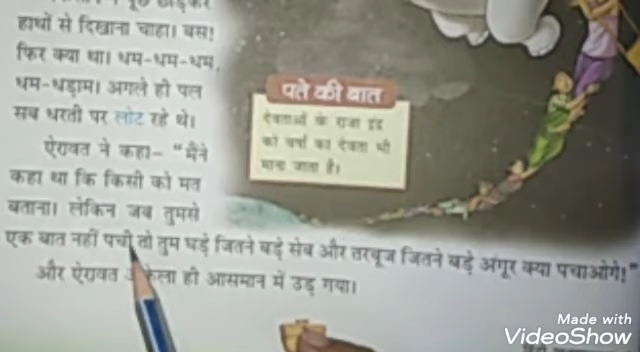 हाथों से दिखाना चाहा। बस!
फिर क्या था। धम-धम-धम,
धम-धड़ाम। अगले ही पल
सब धरती पर लोट रहे थे।
ऐरावत ने कहा– "मैंने
कहा था कि किसी को मत
बताना। लेकिन जब तुमसे
एक बात नहीं पची तो तुम घड़े जितने बड़े सेब और तरबूज जितने बड़े अंगूर क्या पचाओगे!"
और ऐरावत ही आसमान में उड़ गया।
पते की बात
देवताओं के राजा इंद्र
को वर्षा का देवता भी
माना जाता है।
Made with
VideoShow